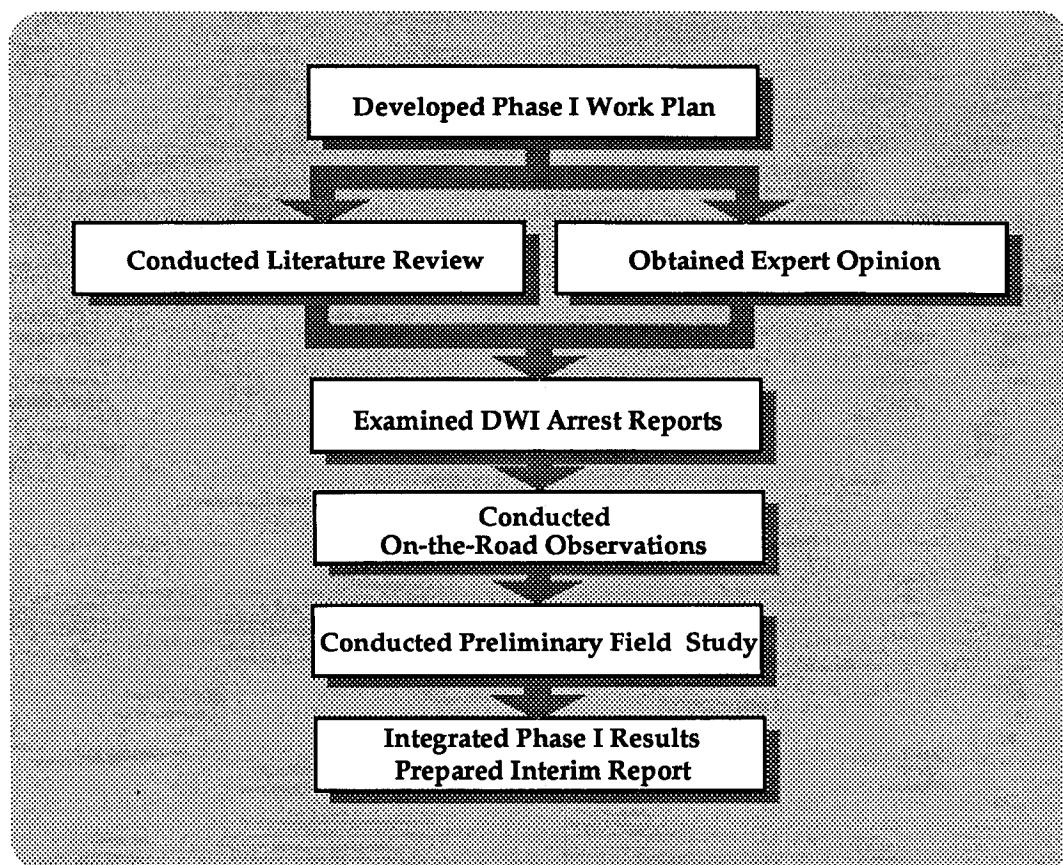 Developed Phase I Work Plan
Conducted Literature Review
Obtained Expert Opinion
Examined DWI Arrest Reports
Conducted
On-the-Road Observations
Conducted Preliminary Field Study
Integrated Phase I Results
Prepared Interim Report